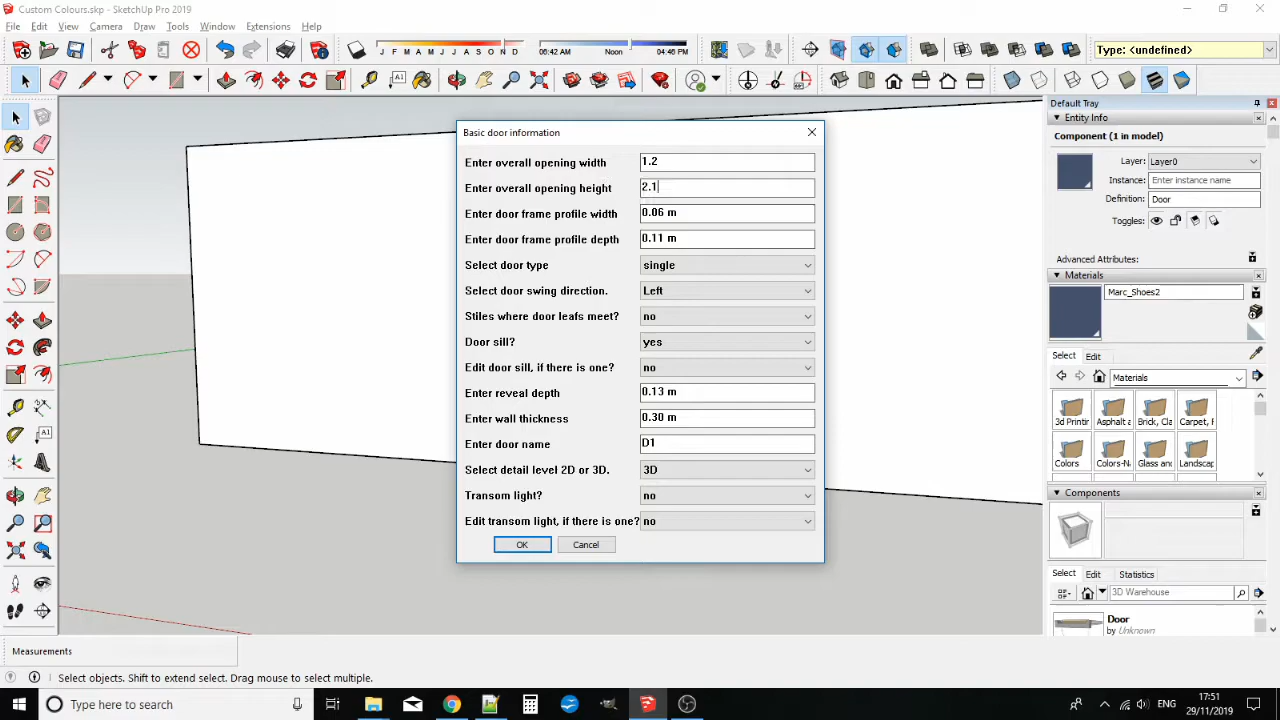 Custom Colours.skp - SketchUp Pro 2019
File Edit View Camera Draw Tools Window Extensions Help
J F M A M J J A S O N D 06:42 AM Noon 04:46 PM
Type: <undefined>
Default Tray
Entity Info
Component (1 in model)
Layer: Layer0
Instance: Enter instance name
Definition: Door
Toggles:
Advanced Attributes:
Materials
Marc_Shoes2
Select Edit
Materials
3d Printir Asphalt a Brick, Cla Carpet, F
Colors Colors-N Glass anc Landscap
Components
Select Edit Statistics
3D Warehouse
Door
by Unknown
Basic door information
Enter overall opening width 1.2
Enter overall opening height 2.1
Enter door frame profile width 0.06 m
Enter door frame profile depth 0.11 m
Select door type single
Select door swing direction. Left
Stiles where door leafs meet? no
Door sill? yes
Edit door sill, if there is one? no
Enter reveal depth 0.13 m
Enter wall thickness 0.30 m
Enter door name D1
Select detail level 2D or 3D. 3D
Transom light? no
Edit transom light, if there is one? no
OK Cancel
Measurements
Select objects. Shift to extend select. Drag mouse to select multiple.
Type here to search
ENG
17:51
29/11/2019